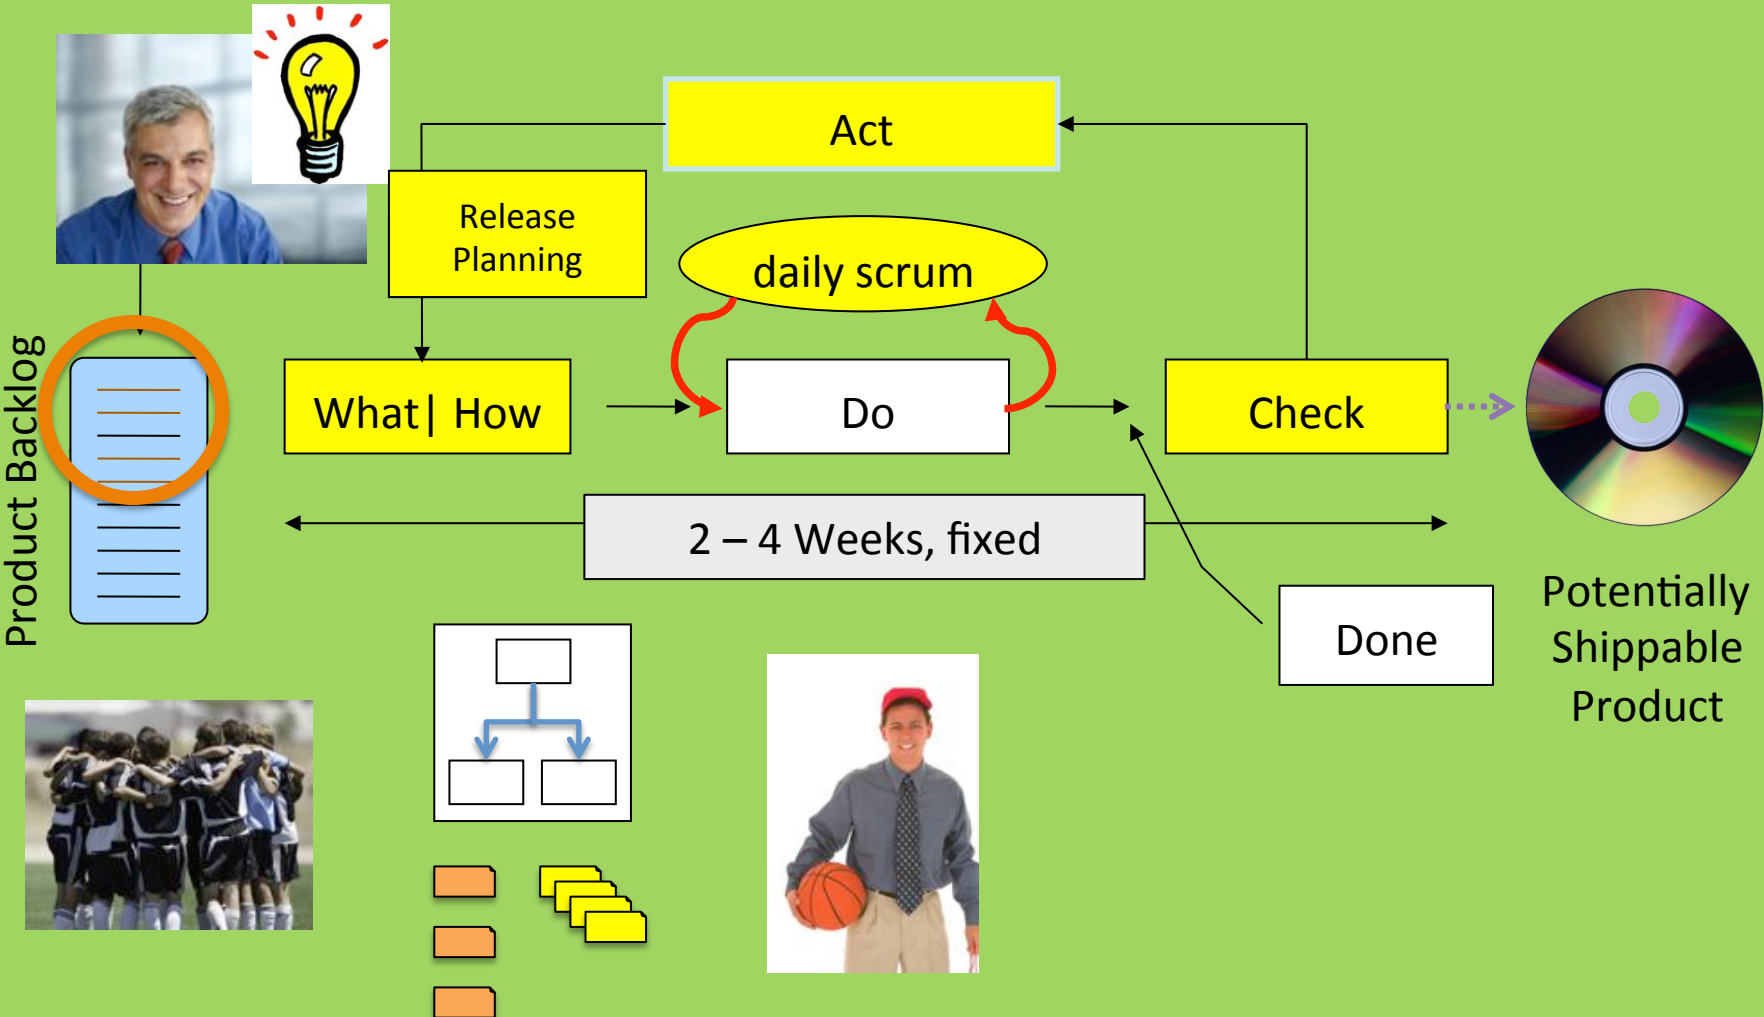 Act
Release
Planning
daily scrum
Product Backlog
What| How
Do
Check
2 – 4 Weeks, fixed
Done
Potentially
Shippable
Product